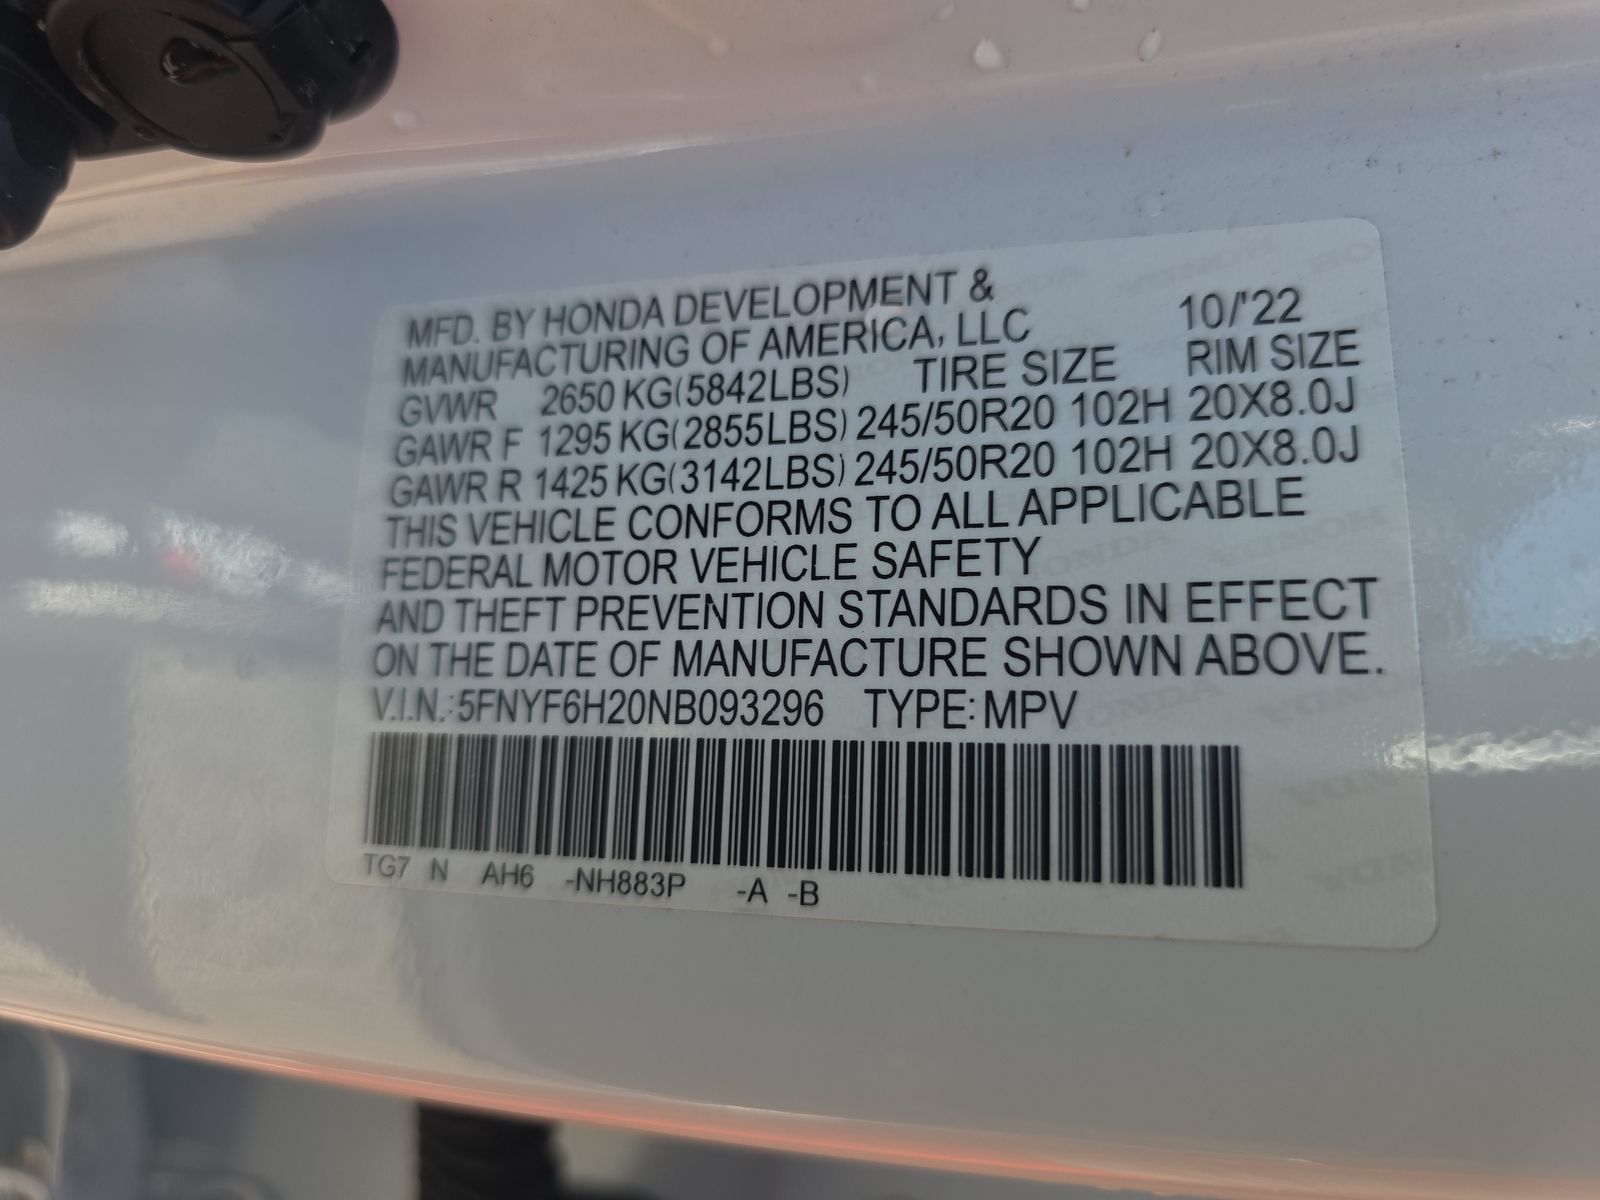 MFD. BY HONDA DEVELOPMENT &
MANUFACTURING OF AMERICA, LLC 10/'22
GVWR 2650 KG(5842LBS) TIRE SIZE RIM SIZE
GAWR F 1295 KG(2855LBS) 245/50R20 102H 20X8.0J
GAWR R 1425 KG(3142LBS) 245/50R20 102H 20X8.0J
THIS VEHICLE CONFORMS TO ALL APPLICABLE
FEDERAL MOTOR VEHICLE SAFETY
AND THEFT PREVENTION STANDARDS IN EFFECT
ON THE DATE OF MANUFACTURE SHOWN ABOVE.
V.I.N.: 5FNYF6H20NB093296 TYPE: MPV
TG7 N AH6 -NH883P -A -B